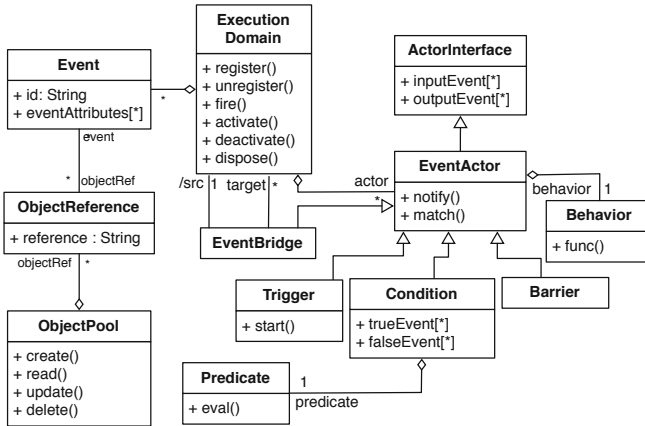 Execution
Domain
+ register()
+ unregister()
+ fire()
+ activate()
+ deactivate()
+ dispose()
Event
+ id: String
+ eventAttributes[*]
*
*
event
* objectRef
ObjectReference
+ reference : String
objectRef *
ObjectPool
+ create()
+ read()
+ update()
+ delete()
/src 1 target *
EventBridge
actor
*
ActorInterface
+ inputEvent[*]
+ outputEvent[*]
EventActor
+ notify()
+ match()
behavior 1
Behavior
+ func()
Trigger
+ start()
Condition
+ trueEvent[*]
+ falseEvent[*]
Barrier
Predicate
+ eval()
1
predicate